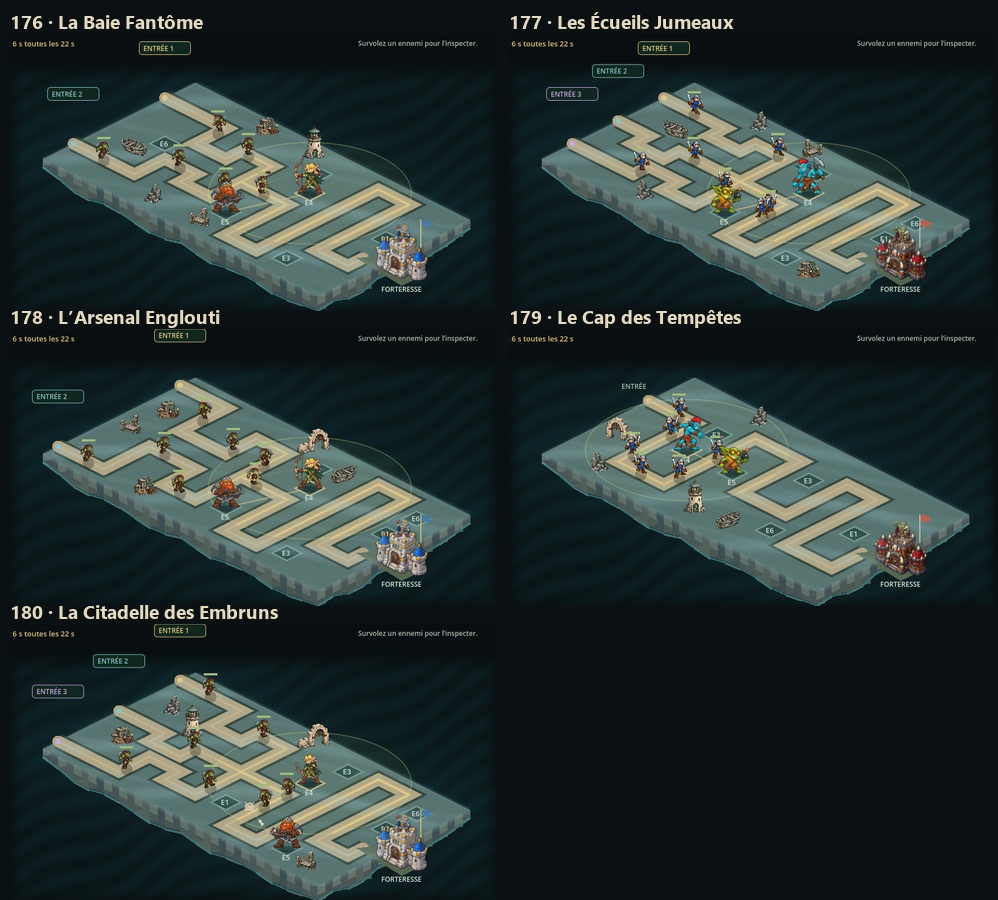 176 · La Baie Fantôme
6 s toutes les 22 s
ENTRÉE 1
Survolez un ennemi pour l'inspecter.
ENTRÉE 2
E6
E4
E5
E3
FORTERESSE
177 · Les Écueils Jumeaux
6 s toutes les 22 s
ENTRÉE 1
Survolez un ennemi pour l'inspecter.
ENTRÉE 2
ENTRÉE 3
E4
E5
E6
E3
FORTERESSE
178 · L'Arsenal Englouti
6 s toutes les 22 s
ENTRÉE 1
Survolez un ennemi pour l'inspecter.
ENTRÉE 2
E4
E5
E6
E3
FORTERESSE
179 · Le Cap des Tempêtes
6 s toutes les 22 s
Survolez un ennemi pour l'inspecter.
ENTRÉE
E5
E3
E6
E1
FORTERESSE
180 · La Citadelle des Embruns
6 s toutes les 22 s
ENTRÉE 1
Survolez un ennemi pour l'inspecter.
ENTRÉE 2
ENTRÉE 3
E3
E4
E1
E6
E5
FORTERESSE